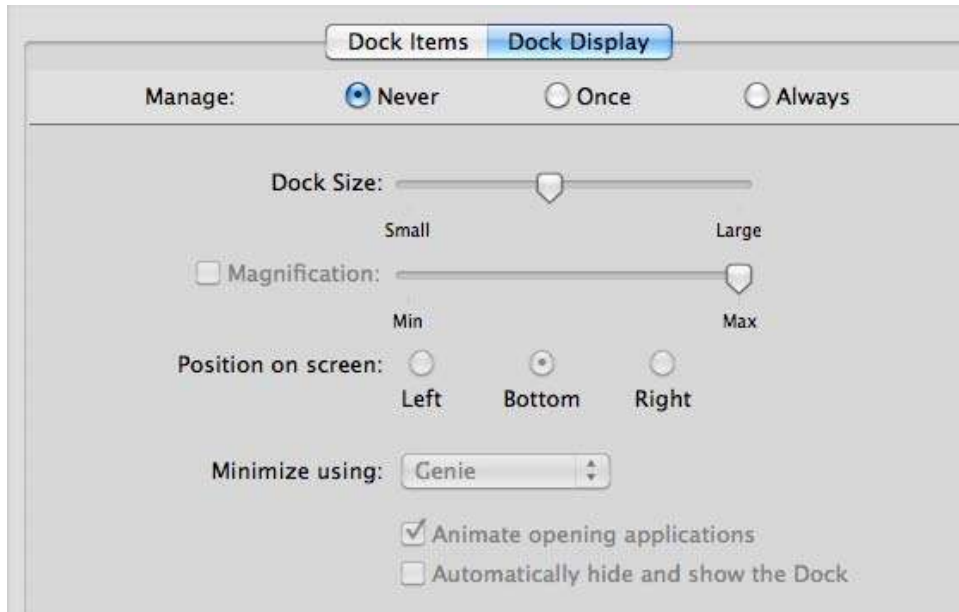 Dock Items Dock Display
Manage: Never Once Always
Dock Size:
Small Large
Magnification:
Min Max
Position on screen:
Left Bottom Right
Minimize using: Genie
Animate opening applications
Automatically hide and show the Dock